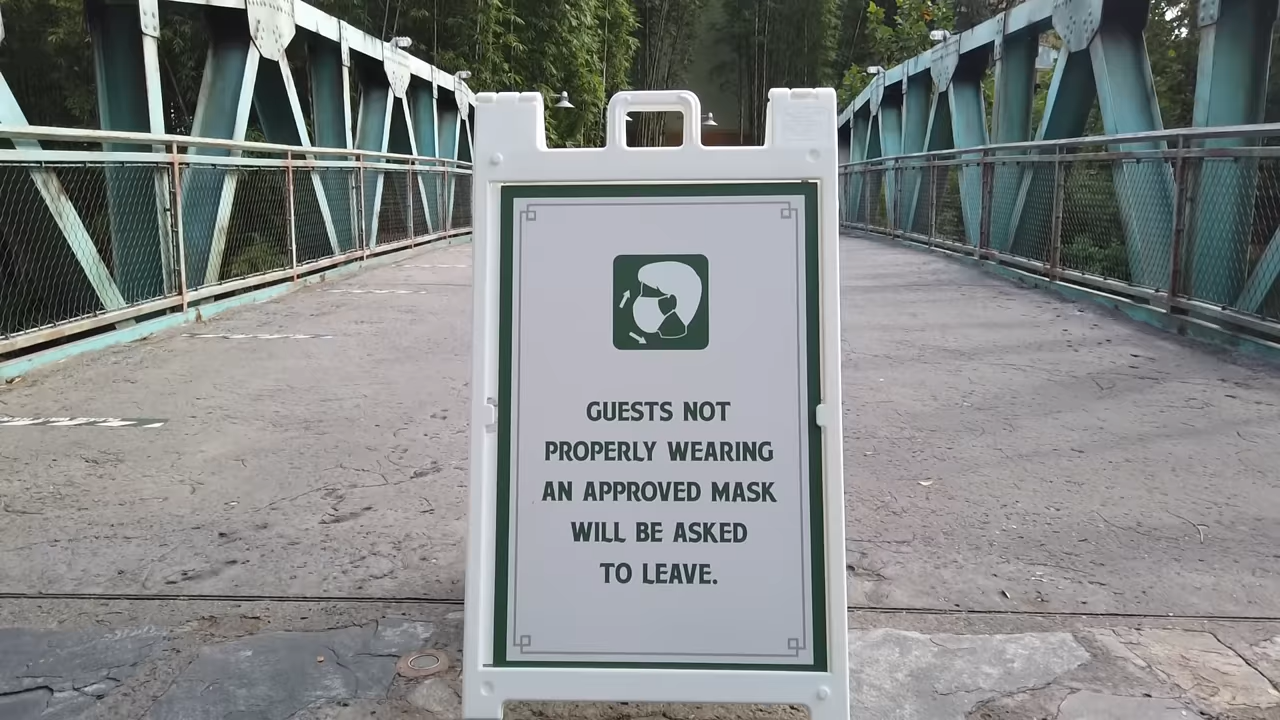 GUESTS NOT
PROPERLY WEARING
AN APPROVED MASK
WILL BE ASKED
TO LEAVE.